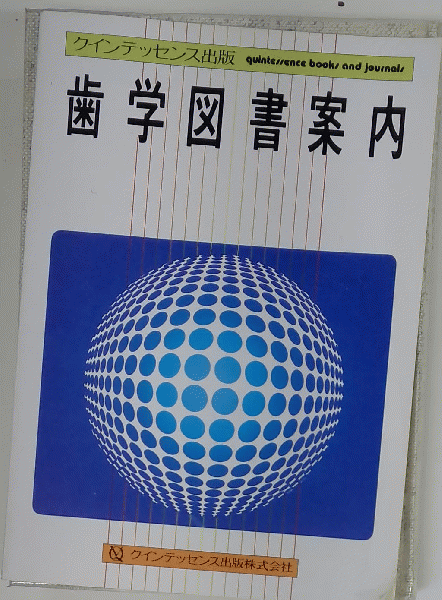 クインテッセンス出版 quintessence books and journals
歯学図書案内
クインテッセンス出版株式会社